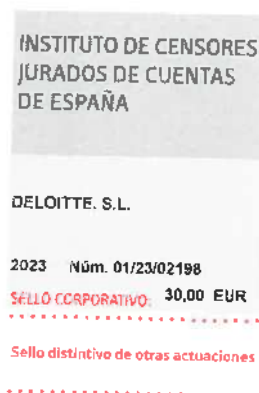 INSTITUTO DE CENSORES
JURADOS DE CUENTAS
DE ESPAÑA
DELOITTE. S.L.
2023 Núm. 01/23/02198
SELLO CORPORATIVO: 30,00 EUR
Sello distintivo de otras actuaciones